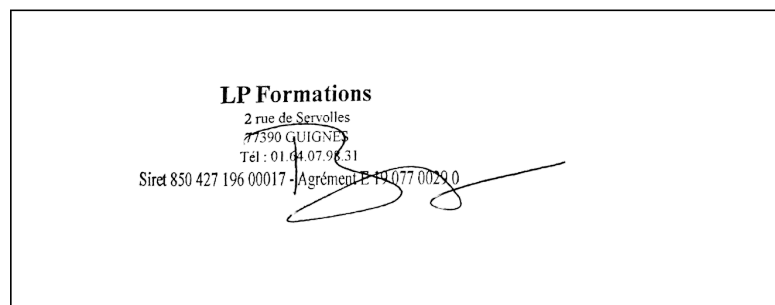 LP Formations
2 rue de Servolles
77390 GUIGNES
Tél : 01.64.07.98.31
Siret 850 427 196 00017 - Agrément E 19 077 0029 0